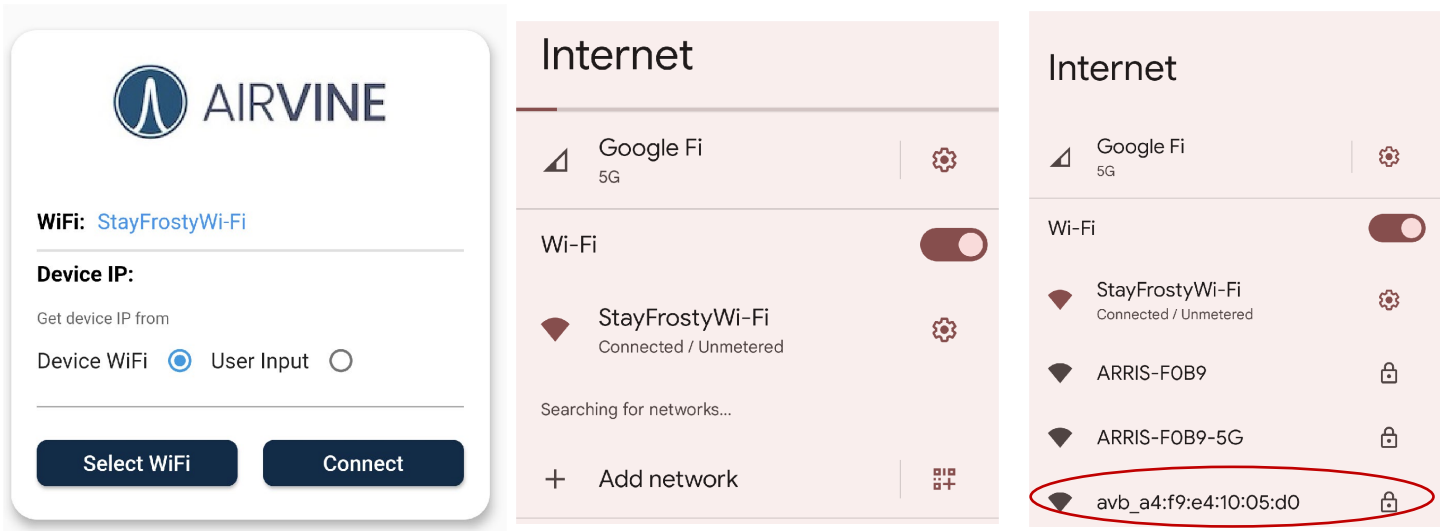 AIRVINE
WiFi: StayFrostyWi-Fi
Device IP:
Get device IP from
Device WiFi User Input
Select WiFi Connect
Internet
Google Fi
5G
Wi-Fi
StayFrostyWi-Fi
Connected / Unmetered
Searching for networks...
Add network
Internet
Google Fi
5G
Wi-Fi
StayFrostyWi-Fi
Connected / Unmetered
ARRIS-F0B9
ARRIS-F0B9-5G
avb_a4:f9:e4:10:05:d0